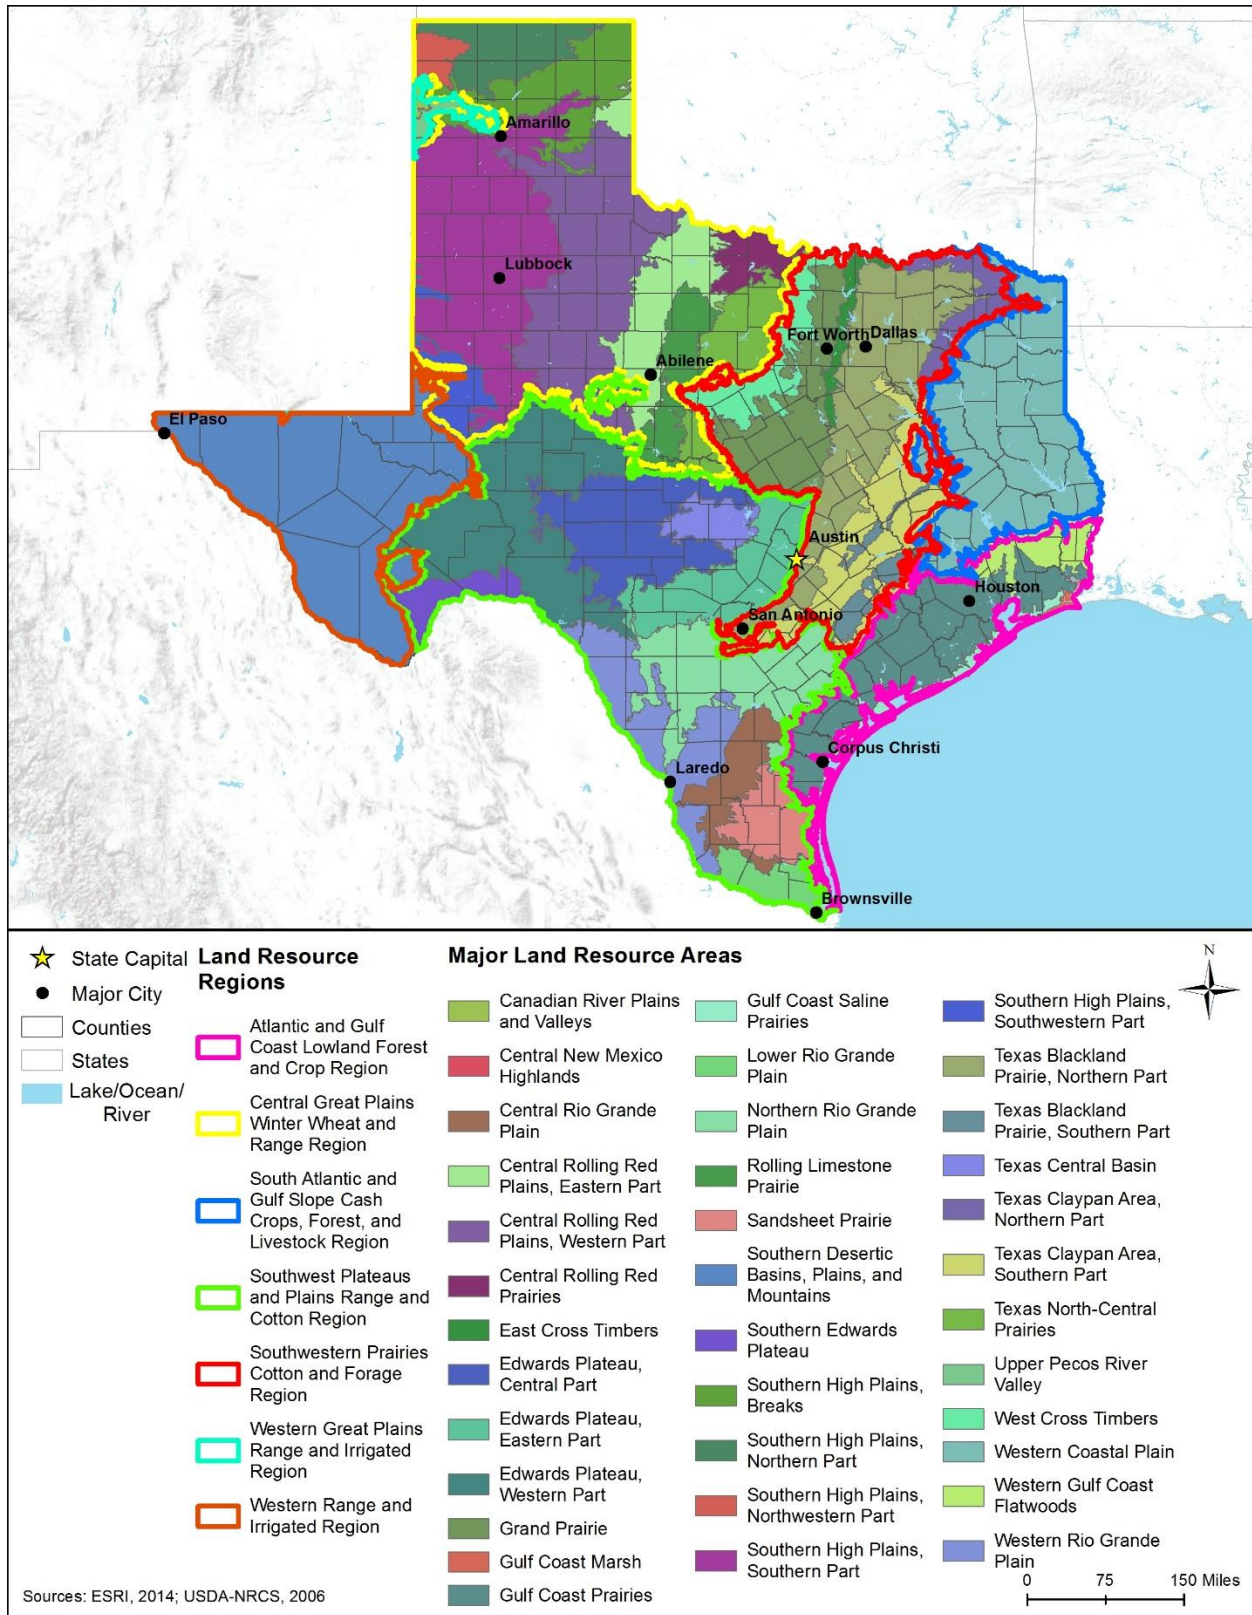 Amarillo
Lubbock
Fort Worth
Dallas
Abilene
El Paso
Austin
Houston
San Antonio
Corpus Christi
Laredo
Brownsville
State Capital
Major City
Counties
States
Lake/Ocean/
River
Land Resource
Regions
Atlantic and Gulf
Coast Lowland Forest
and Crop Region
Central Great Plains
Winter Wheat and
Range Region
South Atlantic and
Gulf Slope Cash
Crops, Forest, and
Livestock Region
Southwest Plateaus
and Plains Range and
Cotton Region
Southwestern Prairies
Cotton and Forage
Region
Western Great Plains
Range and Irrigated
Region
Western Range and
Irrigated Region
Major Land Resource Areas
Canadian River Plains
and Valleys
Central New Mexico
Highlands
Central Rio Grande
Plain
Central Rolling Red
Plains, Eastern Part
Central Rolling Red
Plains, Western Part
Central Rolling Red
Prairies
East Cross Timbers
Edwards Plateau,
Central Part
Edwards Plateau,
Eastern Part
Edwards Plateau,
Western Part
Grand Prairie
Gulf Coast Marsh
Gulf Coast Prairies
Gulf Coast Saline
Prairies
Lower Rio Grande
Plain
Northern Rio Grande
Plain
Rolling Limestone
Prairie
Sandsheet Prairie
Southern Desertic
Basins, Plains, and
Mountains
Southern Edwards
Plateau
Southern High Plains,
Breaks
Southern High Plains,
Northern Part
Southern High Plains,
Northwestern Part
Southern High Plains,
Southern Part
Southern High Plains,
Southwestern Part
Texas Blackland
Prairie, Northern Part
Texas Blackland
Prairie, Southern Part
Texas Central Basin
Texas Claypan Area,
Northern Part
Texas Claypan Area,
Southern Part
Texas North-Central
Prairies
Upper Pecos River
Valley
West Cross Timbers
Western Coastal Plain
Western Gulf Coast
Flatwoods
Western Rio Grande
Plain
N
0 75 150 Miles
Sources: ESRI, 2014; USDA-NRCS, 2006